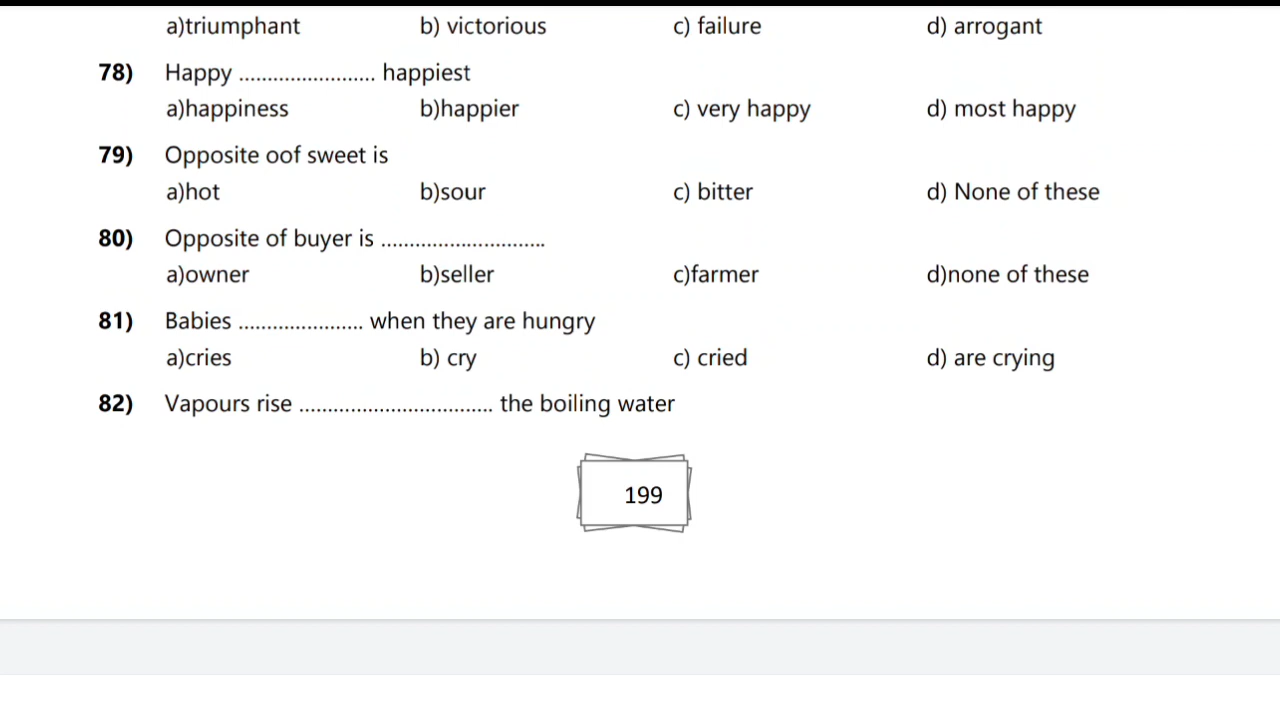 a)triumphant b) victorious c) failure d) arrogant
78) Happy ........................ happiest
a)happiness b)happier c) very happy d) most happy
79) Opposite oof sweet is
a)hot b)sour c) bitter d) None of these
80) Opposite of buyer is .............................
a)owner b)seller c)farmer d)none of these
81) Babies ...................... when they are hungry
a)cries b) cry c) cried d) are crying
82) Vapours rise .................................. the boiling water
199